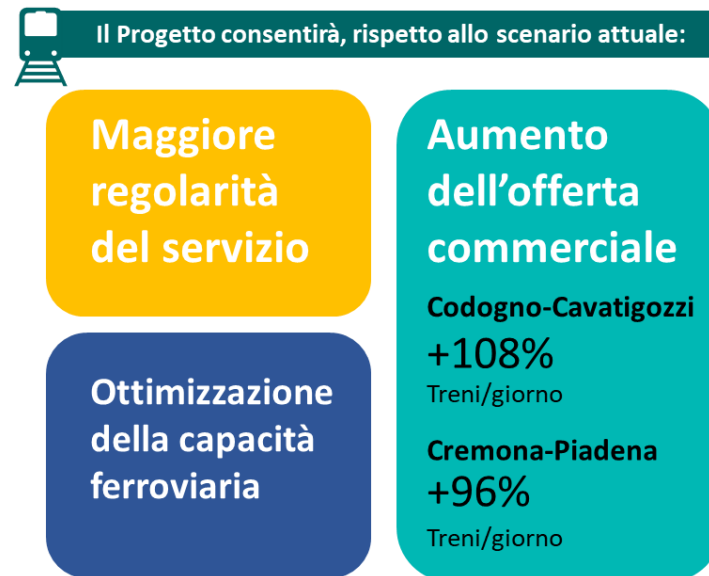 Il Progetto consentirà, rispetto allo scenario attuale:
Maggiore
regolarità
del servizio
Ottimizzazione
della capacità
ferroviaria
Aumento
dell’offerta
commerciale
Codogno-Cavatigozzi
+108%
Treni/giorno
Cremona-Piadena
+96%
Treni/giorno